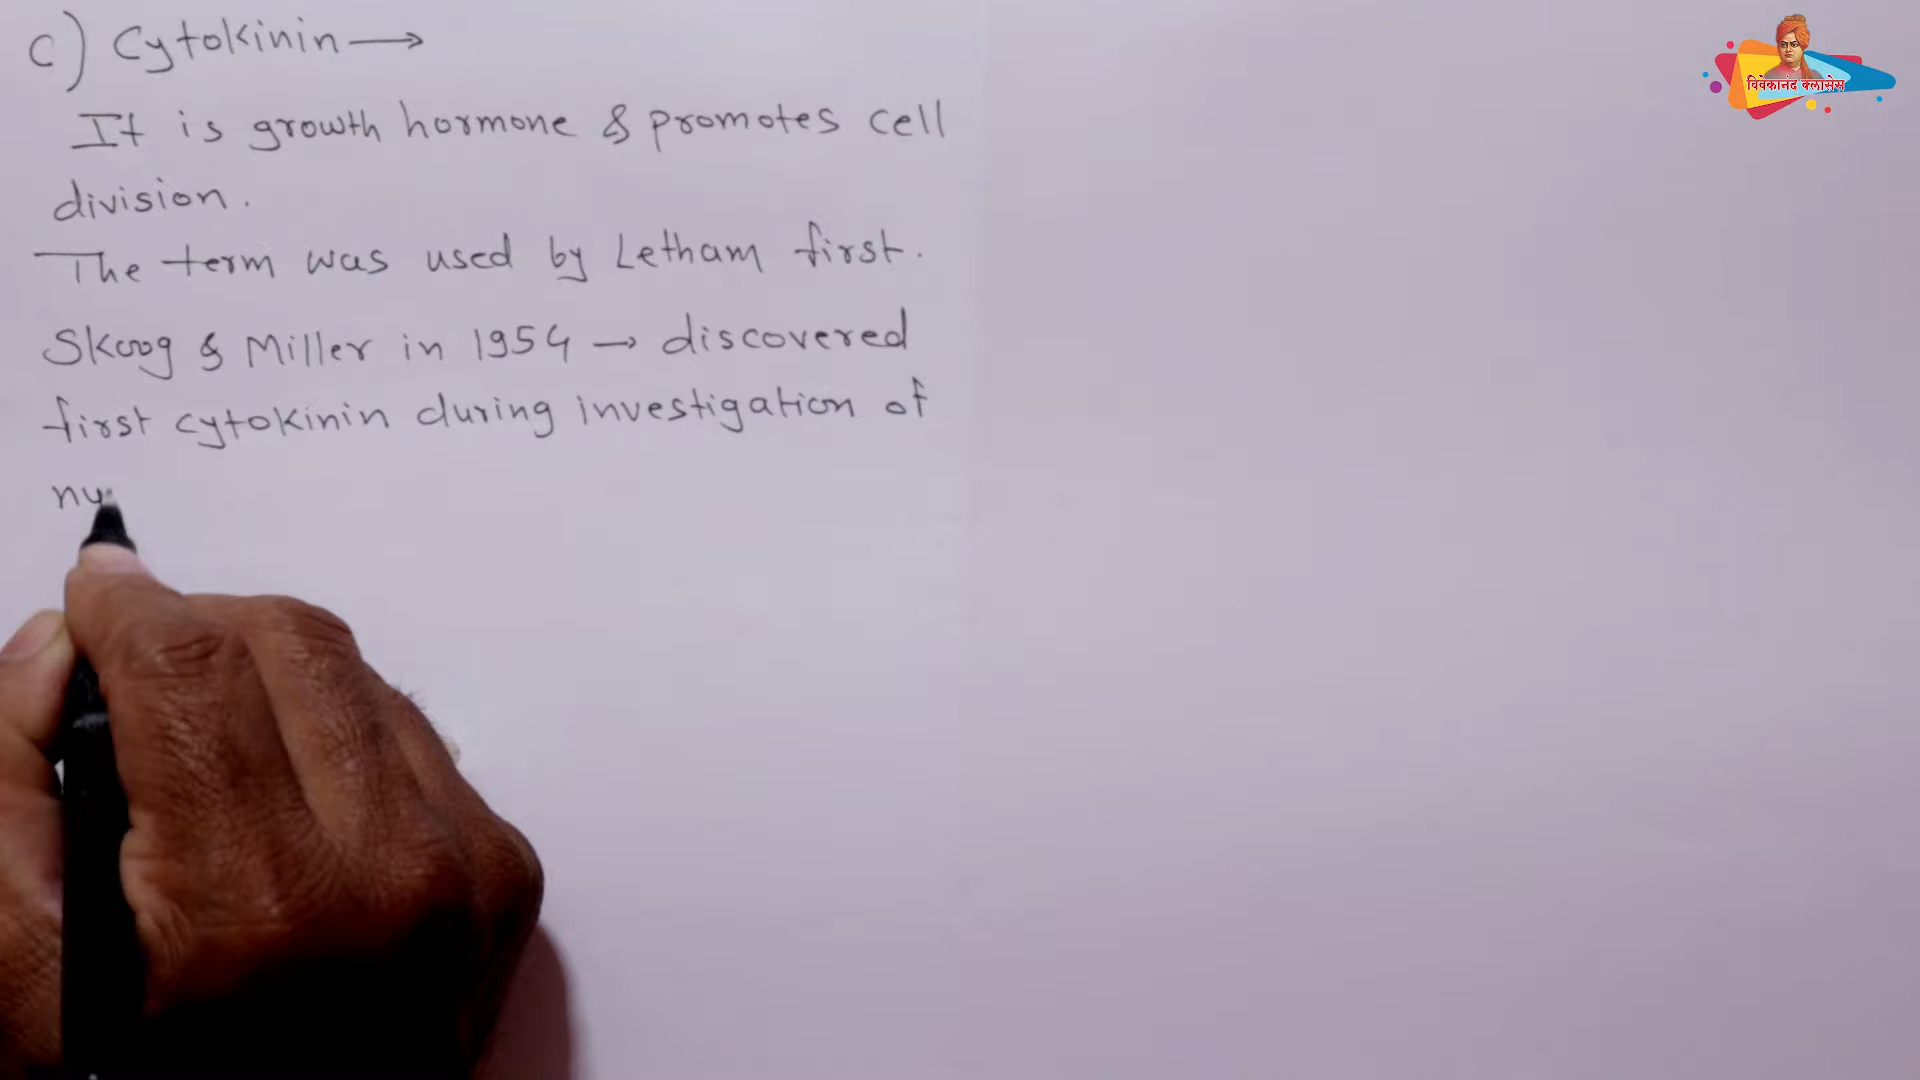 c) Cytokinin →
It is growth hormone & promotes cell
division.
The term was used by Letham first.
Skoog & Miller in 1954 → discovered
first cytokinin during investigation of
nu
विवेकानंद क्लासेस